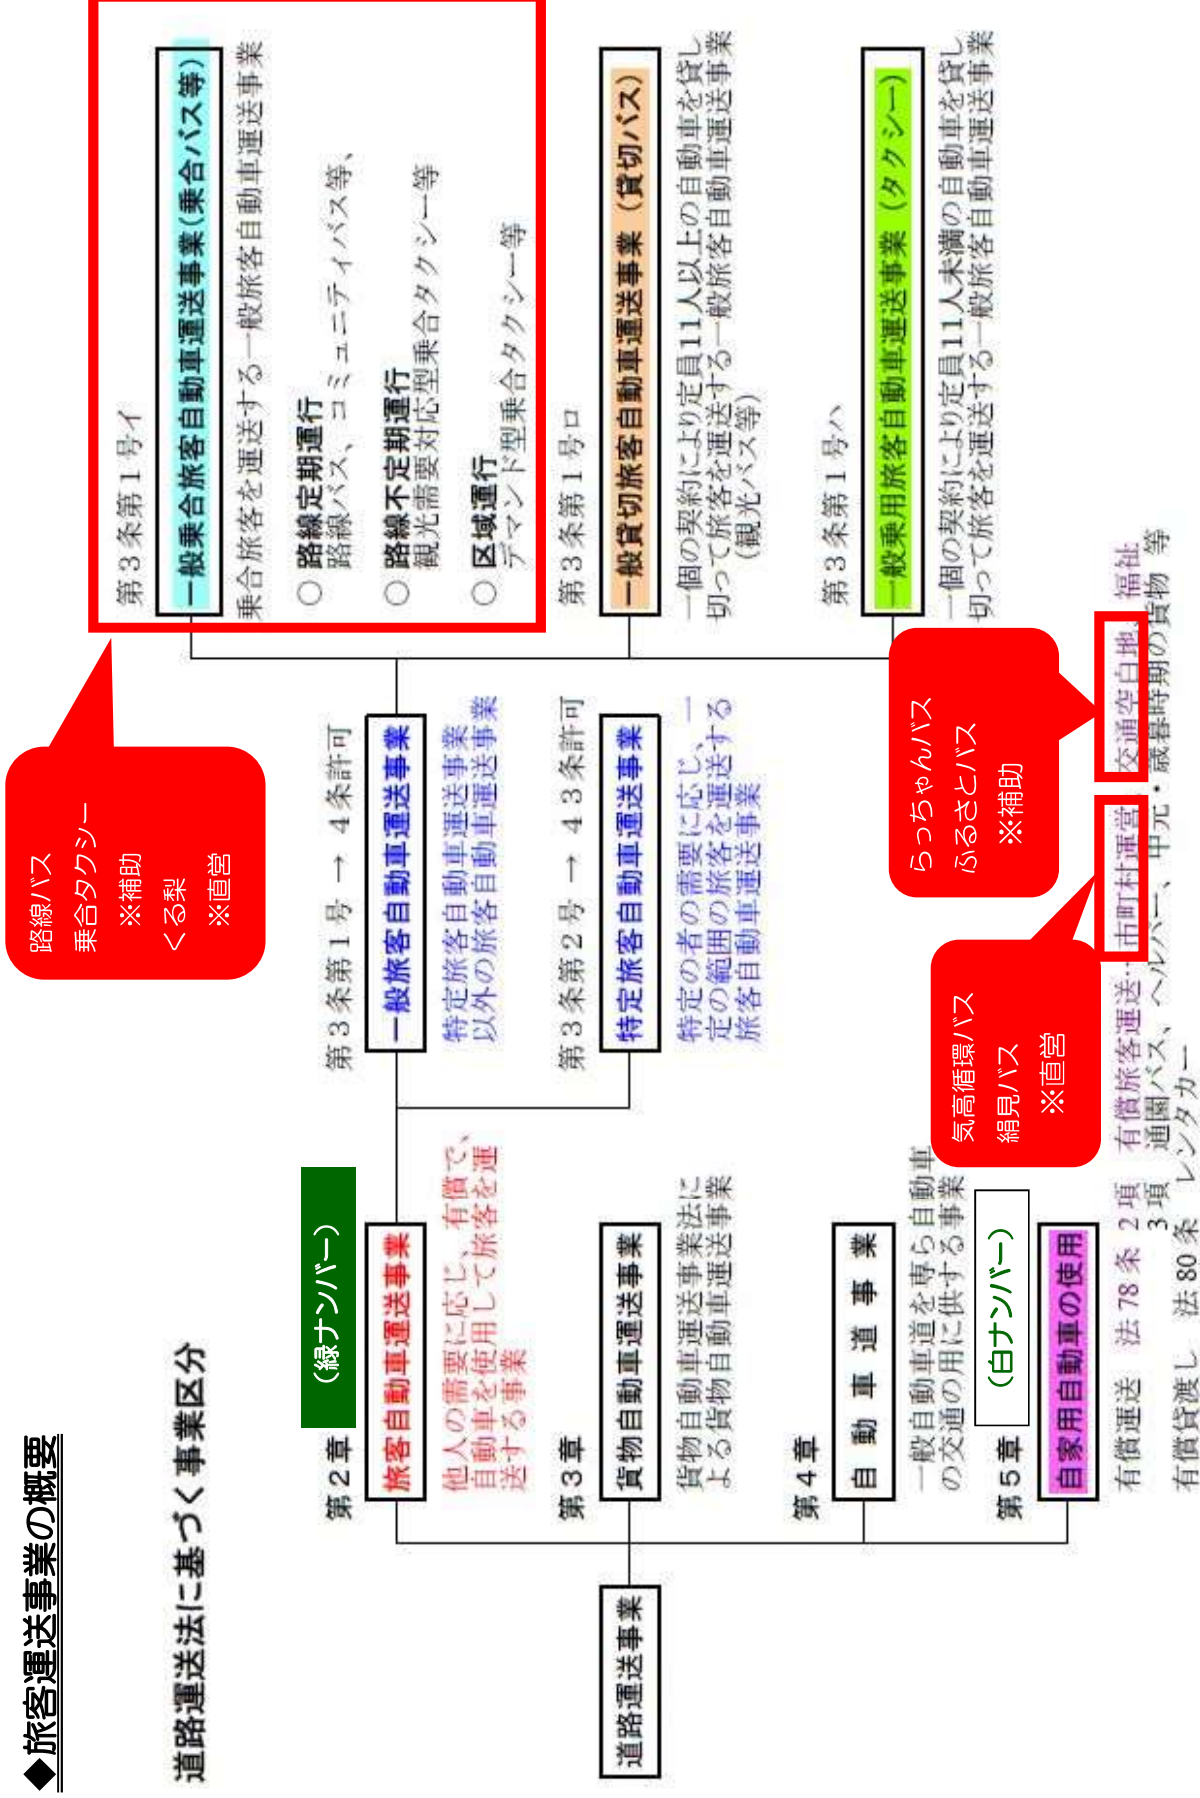 ◆旅客運送事業の概要
道路運送法に基づく事業区分
道路運送事業
第２章
（緑ナンバー）
旅客自動車運送事業
他人の需要に応じ、有償で、
自動車を使用して旅客を運
送する事業
第３章
貨物自動車運送事業
貨物自動車運送事業法に
よる貨物自動車運送事業
第４章
自動車道事業
一般自動車道を専ら自動車
の交通の用に供する事業
第５章
（白ナンバー）
自家用自動車の使用
有償運送　法78条　2項　有償旅客運送…市町村運営、交通空白地、福祉
3項　通園バス、ヘルパー、中元・歳暮時期の貨物　等
有償貸渡し　法80条　レンタカー
第３条第１号 → ４条許可
一般旅客自動車運送事業
特定旅客自動車運送事業
以外の旅客自動車運送事業
第３条第２号 → ４３条許可
特定旅客自動車運送事業
特定の者の需要に応じ、一
定の範囲の旅客を運送する
旅客自動車運送事業
路線バス
乗合タクシー
※補助
くる梨
※直営
第３条第１号イ
一般乗合旅客自動車運送事業（乗合バス等）
乗合旅客を運送する一般旅客自動車運送事業
○ 路線定期運行
路線バス、コミュニティバス等、
○ 路線不定期運行
観光需要対応型乗合タクシー等
○ 区域運行
デマンド型乗合タクシー等
第３条第１号ロ
一般貸切旅客自動車運送事業（貸切バス）
一個の契約により定員11人以上の自動車を貸し
切って旅客を運送する一般旅客自動車運送事業
（観光バス等）
第３条第１号ハ
一般乗用旅客自動車運送事業（タクシー）
一個の契約により定員11人未満の自動車を貸し
切って旅客を運送する一般旅客自動車運送事業
気高循環バス
絹見バス
※直営
らっちゃんバス
ふるさとバス
※補助